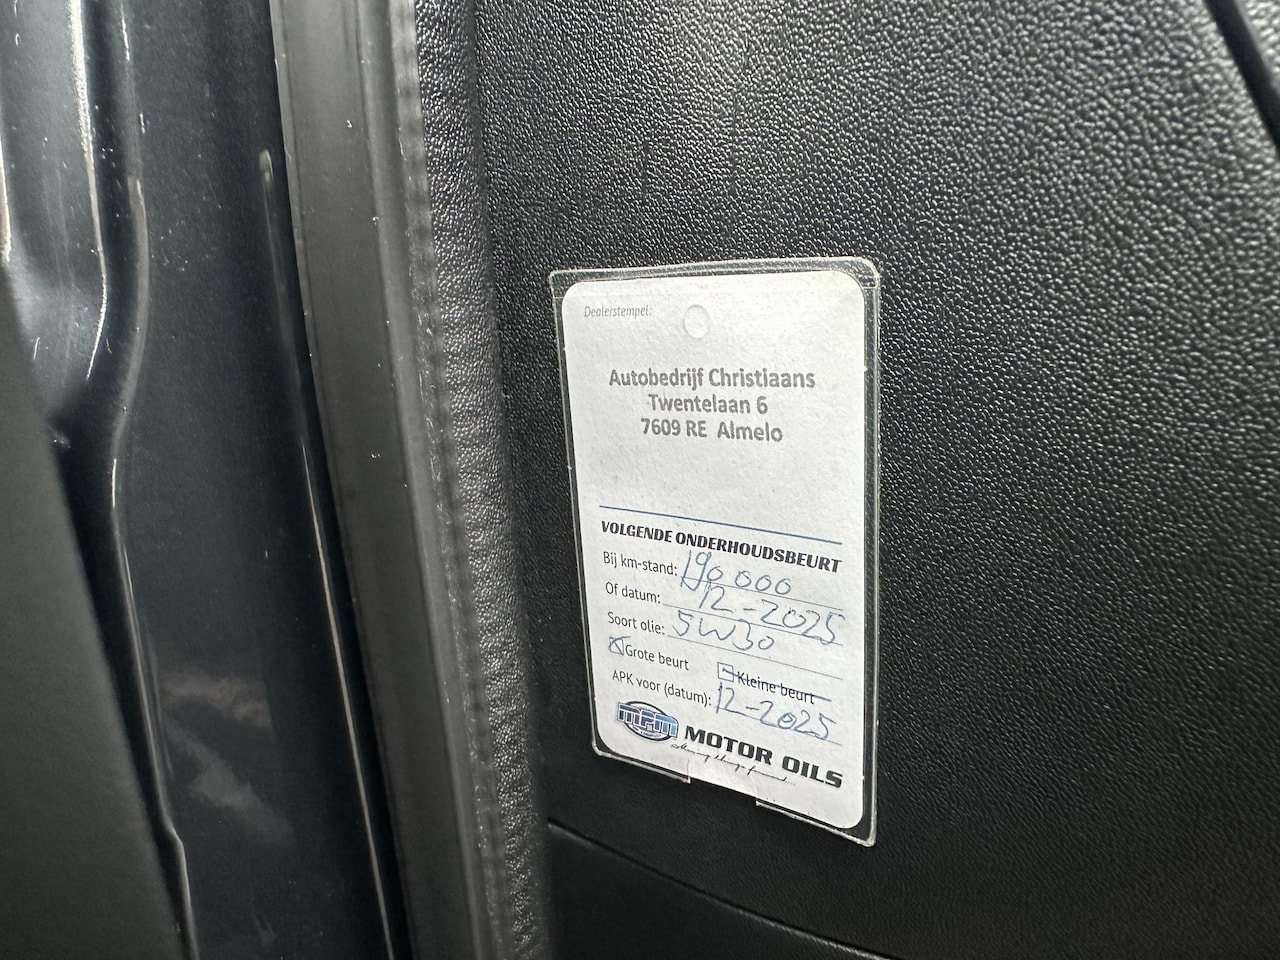 Dealerstempel:
Autobedrijf Christiaans
Twentelaan 6
7609 RE Almelo
VOLGENDE ONDERHOUDSBEURT
Bij km-stand: 190 000
Of datum: 12-2025
Soort olie: 5W30
Grote beurt Kleine beurt
APK voor (datum): 12-2025
mpm MOTOR OILS